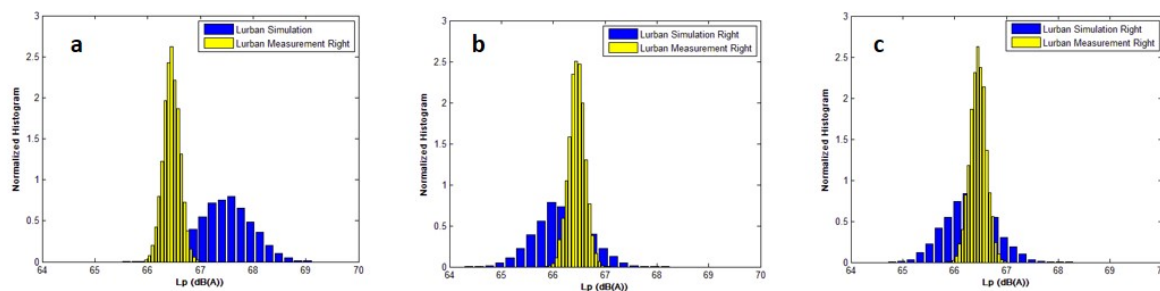 a
Lurban Simulation
Lurban Measurement Right
Normalized Histogram
3
2.5
2
1.5
1
0.5
0
64 65 66 67 68 69 70
Lp (dB(A))
b
Lurban Simulation Right
Lurban Measurement Right
Normalized Histogram
3
2.5
2
1.5
1
0.5
0
64 65 66 67 68 69 70
Lp (dB(A))
c
Lurban Simulation Right
Lurban Measurement Right
Normalized Histogram
3
2.5
2
1.5
1
0.5
0
64 65 66 67 68 69 70
Lp (dB(A))